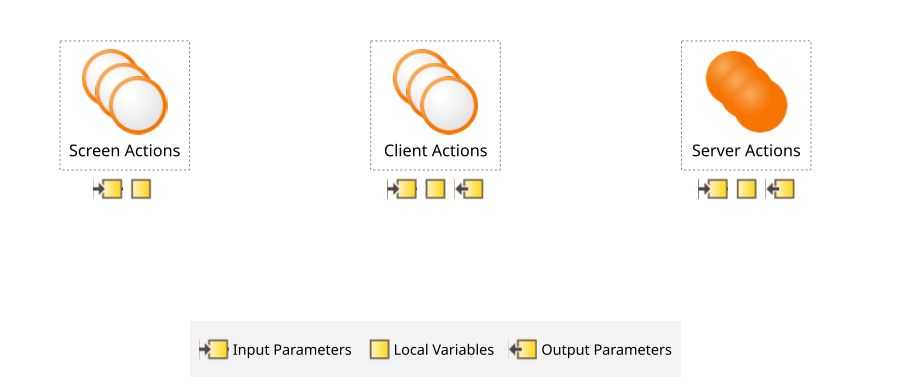 Screen Actions
Client Actions
Server Actions
Input Parameters
Local Variables
Output Parameters